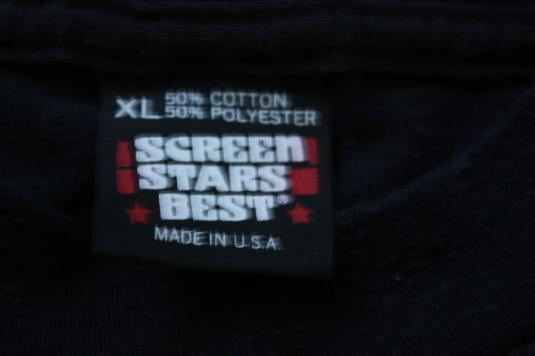 XL 50% COTTON
50% POLYESTER
SCREEN
STARS
BEST®
MADE IN U.S.A.